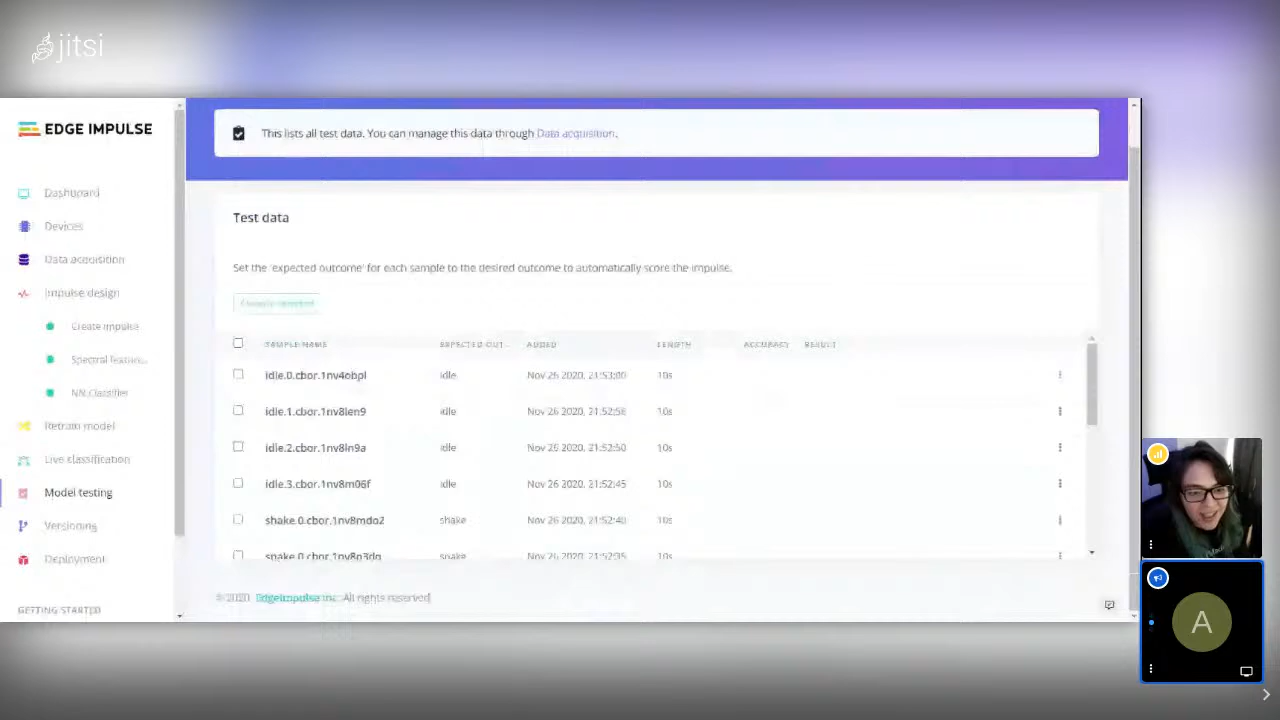 jitsi
EDGE IMPULSE
This lists all test data. You can manage this data through Data acquisition.
Dashboard
Devices
Data acquisition
Impulse design
Create impulse
Spectral feature...
NN Classifier
Retrain model
Live classification
Model testing
Versioning
Deployment
GETTING STARTED
Test data
Set the 'expected outcome' for each sample to the desired outcome to automatically score the impulse.
SAMPLE NAME EXPECTED OUT... ADDED LENGTH ACCURACY RESULT
idle.0.cbor.1nv4obpl idle Nov 26 2020, 21:53:00 10s
idle.1.cbor.1nv8len9 idle Nov 26 2020, 21:52:56 10s
idle.2.cbor.1nv8ln9a idle Nov 26 2020, 21:52:50 10s
idle.3.cbor.1nv8m06f idle Nov 26 2020, 21:52:45 10s
shake.0.cbor.1nv8mdo2 shake Nov 26 2020, 21:52:40 10s
shake Nov 26 2020, 21:52:35 10s
© 2020 EdgeImpulse Inc. All rights reserved
A